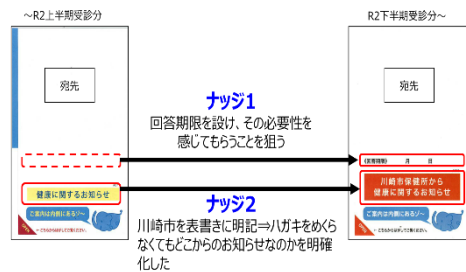 ～R2上半期受診分
R2下半期受診分～
宛先
宛先
ナッジ1
回答期限を設け、その必要性を
感じてもらうことを狙う
(回答期限) 月 日
健康に関するお知らせ
川崎市保健所から
健康に関するお知らせ
ご案内は内側にあるゾ～
ご案内は内側にあるゾ～
ナッジ2
川崎市を表書きに明記⇒ハガキをめくら
なくてもどこからのお知らせなのかを明確
化した